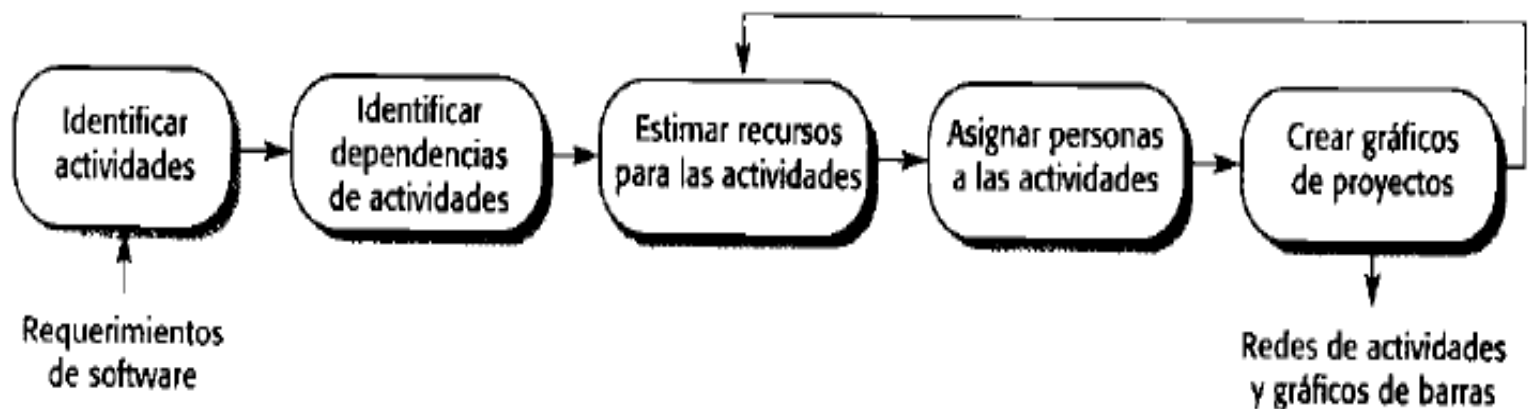 Identificar
actividades
Identificar
dependencias
de actividades
Estimar recursos
para las actividades
Asignar personas
a las actividades
Crear gráficos
de proyectos
Requerimientos
de software
Redes de actividades
y gráficos de barras